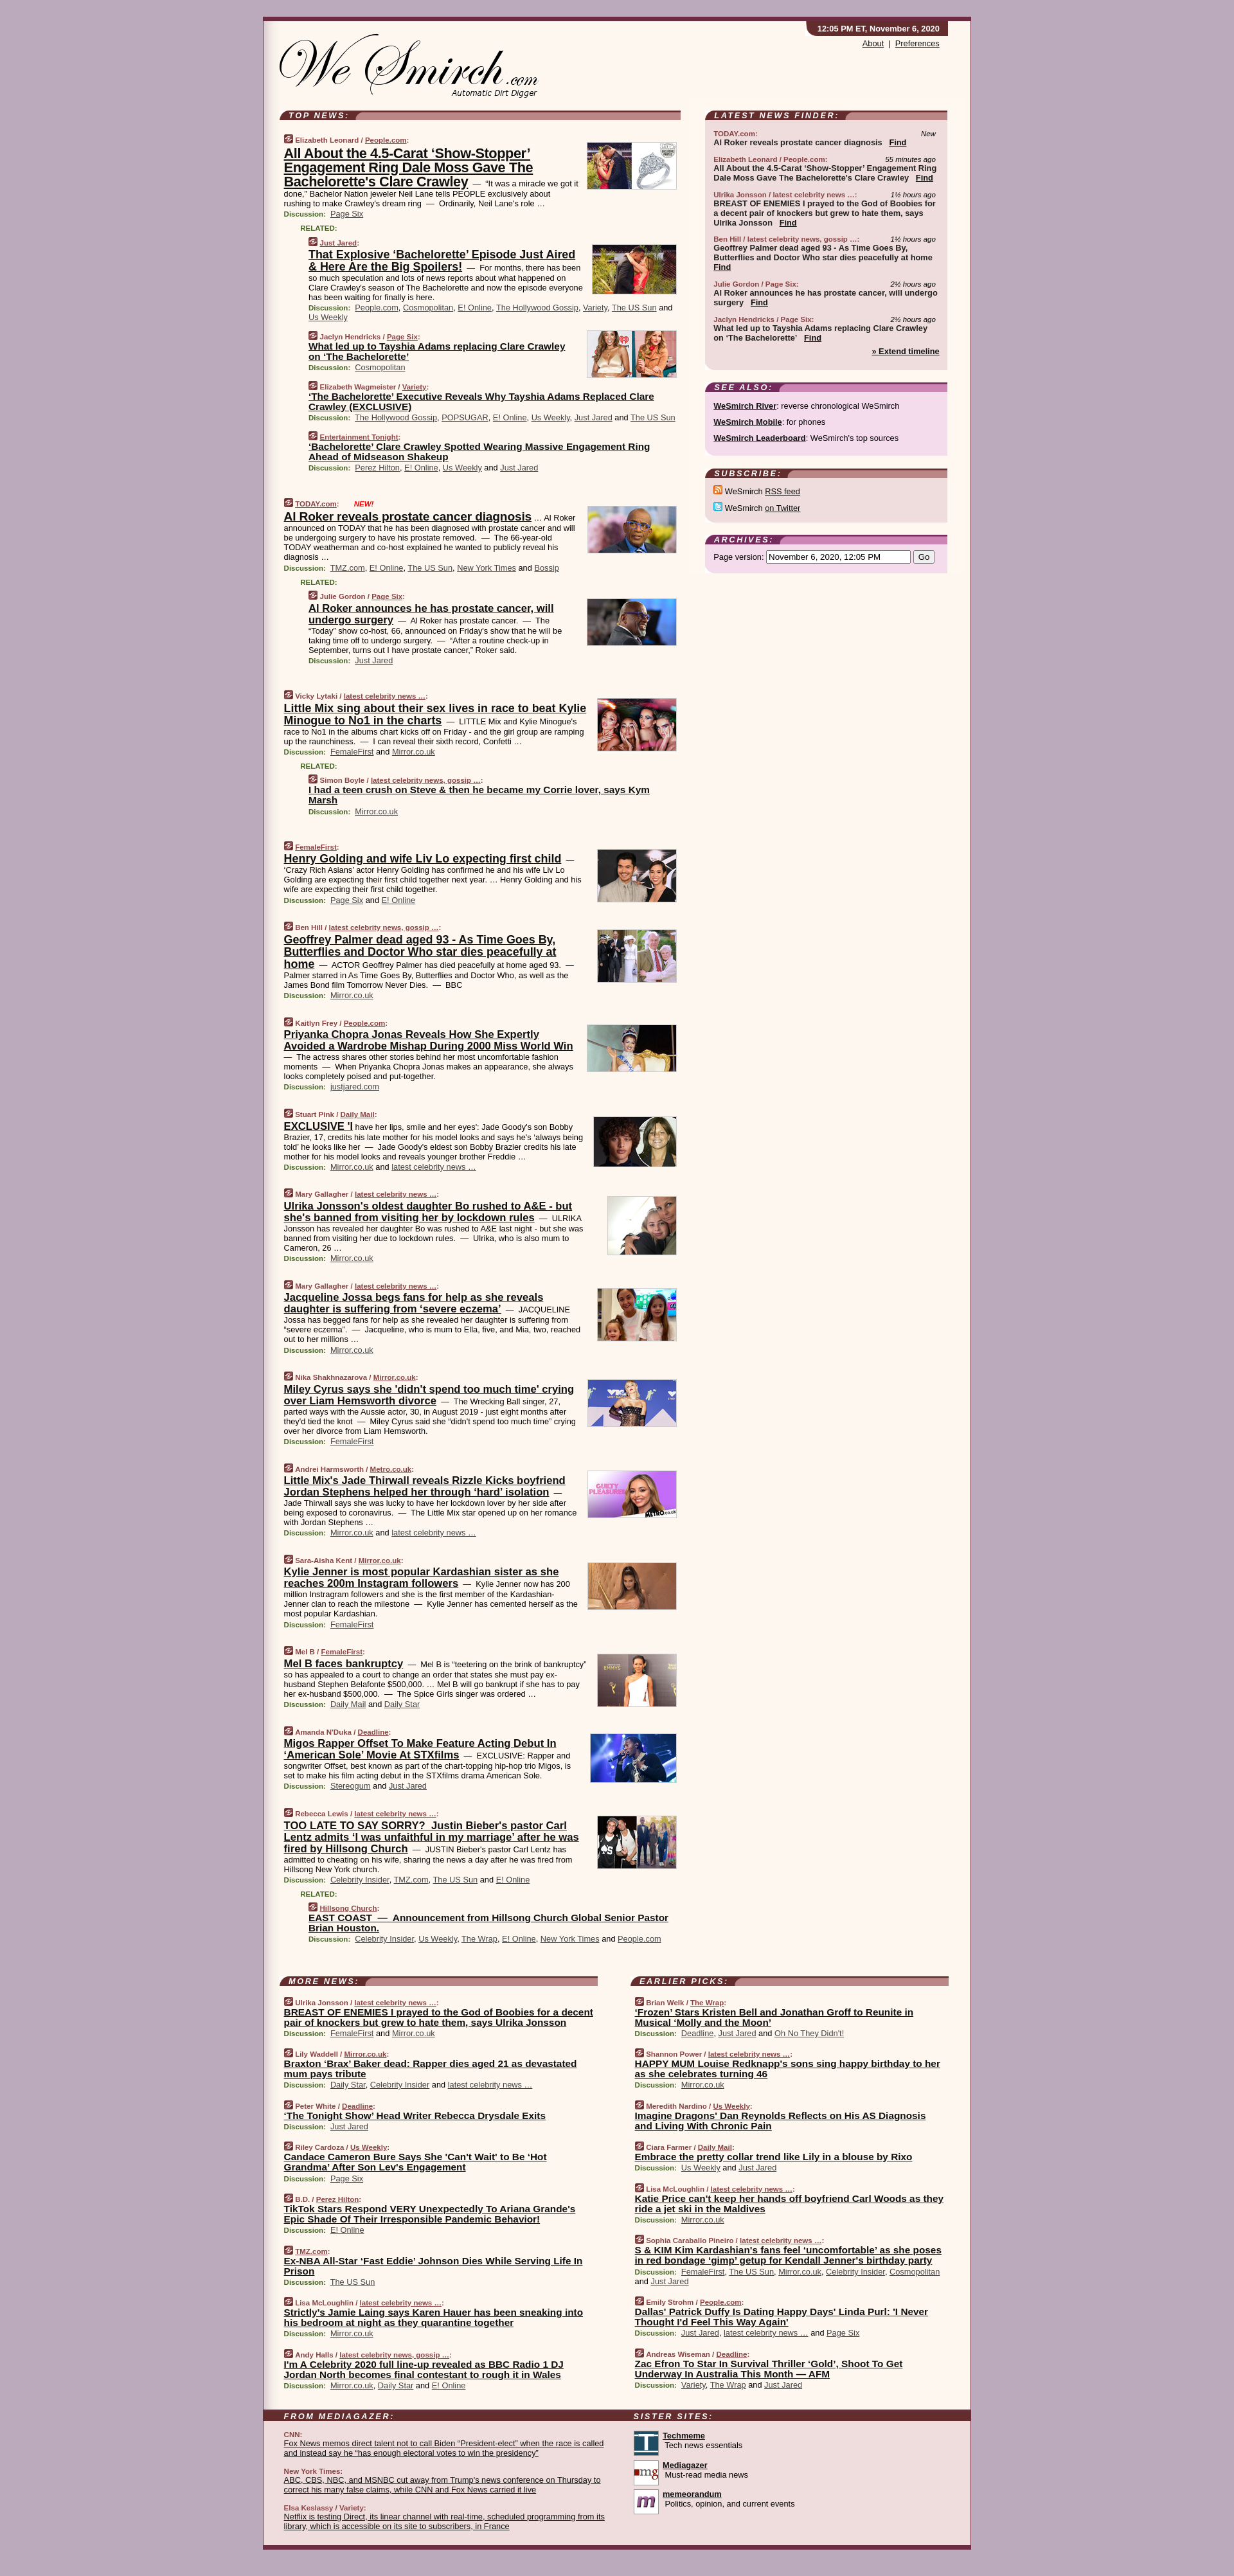 12:05 PM ET, November 6, 2020
About | Preferences
We Smirch.com
Automatic Dirt Digger
TOP NEWS:
Elizabeth Leonard / People.com:
All About the 4.5-Carat ‘Show-Stopper’
Engagement Ring Dale Moss Gave The
Bachelorette's Clare Crawley — “It was a miracle we got it
done,” Bachelor Nation jeweler Neil Lane tells PEOPLE exclusively about
rushing to make Crawley's dream ring — Ordinarily, Neil Lane's role …
Discussion: Page Six
RELATED:
Just Jared:
That Explosive ‘Bachelorette’ Episode Just Aired
& Here Are the Big Spoilers! — For months, there has been
so much speculation and lots of news reports about what happened on
Clare Crawley's season of The Bachelorette and now the episode everyone
has been waiting for finally is here.
Discussion: People.com, Cosmopolitan, E! Online, The Hollywood Gossip, Variety, The US Sun and
Us Weekly
Jaclyn Hendricks / Page Six:
What led up to Tayshia Adams replacing Clare Crawley
on ‘The Bachelorette’
Discussion: Cosmopolitan
Elizabeth Wagmeister / Variety:
‘The Bachelorette’ Executive Reveals Why Tayshia Adams Replaced Clare
Crawley (EXCLUSIVE)
Discussion: The Hollywood Gossip, POPSUGAR, E! Online, Us Weekly, Just Jared and The US Sun
Entertainment Tonight:
'Bachelorette’ Clare Crawley Spotted Wearing Massive Engagement Ring
Ahead of Midseason Shakeup
Discussion: Perez Hilton, E! Online, Us Weekly and Just Jared
TODAY.com: NEW!
Al Roker reveals prostate cancer diagnosis … Al Roker
announced on TODAY that he has been diagnosed with prostate cancer and will
be undergoing surgery to have his prostate removed. — The 66-year-old
TODAY weatherman and co-host explained he wanted to publicly reveal his
diagnosis …
Discussion: TMZ.com, E! Online, The US Sun, New York Times and Bossip
RELATED:
Julie Gordon / Page Six:
Al Roker announces he has prostate cancer, will
undergo surgery — Al Roker has prostate cancer. — The
“Today” show co-host, 66, announced on Friday's show that he will be
taking time off to undergo surgery. — “After a routine check-up in
September, turns out I have prostate cancer,” Roker said.
Discussion: Just Jared
Vicky Lytaki / latest celebrity news …:
Little Mix sing about their sex lives in race to beat Kylie
Minogue to No1 in the charts — LITTLE Mix and Kylie Minogue's
race to No1 in the albums chart kicks off on Friday - and the girl group are ramping
up the raunchiness. — I can reveal their sixth record, Confetti …
Discussion: FemaleFirst and Mirror.co.uk
RELATED:
Simon Boyle / latest celebrity news, gossip …:
I had a teen crush on Steve & then he became my Corrie lover, says Kym
Marsh
Discussion: Mirror.co.uk
FemaleFirst:
Henry Golding and wife Liv Lo expecting first child —
‘Crazy Rich Asians’ actor Henry Golding has confirmed he and his wife Liv Lo
Golding are expecting their first child together next year. … Henry Golding and his
wife are expecting their first child together.
Discussion: Page Six and E! Online
Ben Hill / latest celebrity news, gossip …:
Geoffrey Palmer dead aged 93 - As Time Goes By,
Butterflies and Doctor Who star dies peacefully at
home — ACTOR Geoffrey Palmer has died peacefully at home aged 93. —
Palmer starred in As Time Goes By, Butterflies and Doctor Who, as well as the
James Bond film Tomorrow Never Dies. — BBC
Discussion: Mirror.co.uk
Kaitlyn Frey / People.com:
Priyanka Chopra Jonas Reveals How She Expertly
Avoided a Wardrobe Mishap During 2000 Miss World Win
— The actress shares other stories behind her most uncomfortable fashion
moments — When Priyanka Chopra Jonas makes an appearance, she always
looks completely poised and put-together.
Discussion: justjared.com
Stuart Pink / Daily Mail:
EXCLUSIVE 'I have her lips, smile and her eyes': Jade Goody's son Bobby
Brazier, 17, credits his late mother for his model looks and says he's ‘always being
told’ he looks like her — Jade Goody's eldest son Bobby Brazier credits his late
mother for his model looks and reveals younger brother Freddie …
Discussion: Mirror.co.uk and latest celebrity news …
Mary Gallagher / latest celebrity news …:
Ulrika Jonsson's oldest daughter Bo rushed to A&E - but
she's banned from visiting her by lockdown rules — ULRIKA
Jonsson has revealed her daughter Bo was rushed to A&E last night - but she was
banned from visiting her due to lockdown rules. — Ulrika, who is also mum to
Cameron, 26 …
Discussion: Mirror.co.uk
Mary Gallagher / latest celebrity news …:
Jacqueline Jossa begs fans for help as she reveals
daughter is suffering from ‘severe eczema’ — JACQUELINE
Jossa has begged fans for help as she revealed her daughter is suffering from
“severe eczema”. — Jacqueline, who is mum to Ella, five, and Mia, two, reached
out to her millions …
Discussion: Mirror.co.uk
Nika Shakhnazarova / Mirror.co.uk:
Miley Cyrus says she 'didn't spend too much time' crying
over Liam Hemsworth divorce — The Wrecking Ball singer, 27,
parted ways with the Aussie actor, 30, in August 2019 - just eight months after
they'd tied the knot — Miley Cyrus said she “didn't spend too much time” crying
over her divorce from Liam Hemsworth.
Discussion: FemaleFirst
Andrei Harmsworth / Metro.co.uk:
Little Mix's Jade Thirwall reveals Rizzle Kicks boyfriend
Jordan Stephens helped her through ‘hard’ isolation —
Jade Thirwall says she was lucky to have her lockdown lover by her side after
being exposed to coronavirus. — The Little Mix star opened up on her romance
with Jordan Stephens …
Discussion: Mirror.co.uk and latest celebrity news …
GUILTY
PLEASURES
METRO.co.uk
Sara-Aisha Kent / Mirror.co.uk:
Kylie Jenner is most popular Kardashian sister as she
reaches 200m Instagram followers — Kylie Jenner now has 200
million Instragram followers and she is the first member of the Kardashian-
Jenner clan to reach the milestone — Kylie Jenner has cemented herself as the
most popular Kardashian.
Discussion: FemaleFirst
Mel B / FemaleFirst:
Mel B faces bankruptcy — Mel B is “teetering on the brink of bankruptcy”
so has appealed to a court to change an order that states she must pay ex-
husband Stephen Belafonte $500,000. … Mel B will go bankrupt if she has to pay
her ex-husband $500,000. — The Spice Girls singer was ordered …
Discussion: Daily Mail and Daily Star
Amanda N'Duka / Deadline:
Migos Rapper Offset To Make Feature Acting Debut In
‘American Sole’ Movie At STXfilms — EXCLUSIVE: Rapper and
songwriter Offset, best known as part of the chart-topping hip-hop trio Migos, is
set to make his film acting debut in the STXfilms drama American Sole.
Discussion: Stereogum and Just Jared
Rebecca Lewis / latest celebrity news …:
TOO LATE TO SAY SORRY? Justin Bieber's pastor Carl
Lentz admits ‘I was unfaithful in my marriage’ after he was
fired by Hillsong Church — JUSTIN Bieber's pastor Carl Lentz has
admitted to cheating on his wife, sharing the news a day after he was fired from
Hillsong New York church.
Discussion: Celebrity Insider, TMZ.com, The US Sun and E! Online
RELATED:
Hillsong Church:
EAST COAST — Announcement from Hillsong Church Global Senior Pastor
Brian Houston.
Discussion: Celebrity Insider, Us Weekly, The Wrap, E! Online, New York Times and People.com
LATEST NEWS FINDER:
TODAY.com: New
Al Roker reveals prostate cancer diagnosis Find
Elizabeth Leonard / People.com: 55 minutes ago
All About the 4.5-Carat ‘Show-Stopper’ Engagement Ring
Dale Moss Gave The Bachelorette's Clare Crawley Find
Ulrika Jonsson / latest celebrity news …: 1½ hours ago
BREAST OF ENEMIES I prayed to the God of Boobies for
a decent pair of knockers but grew to hate them, says
Ulrika Jonsson Find
Ben Hill / latest celebrity news, gossip …: 1½ hours ago
Geoffrey Palmer dead aged 93 - As Time Goes By,
Butterflies and Doctor Who star dies peacefully at home
Find
Julie Gordon / Page Six: 2½ hours ago
Al Roker announces he has prostate cancer, will undergo
surgery Find
Jaclyn Hendricks / Page Six: 2½ hours ago
What led up to Tayshia Adams replacing Clare Crawley
on ‘The Bachelorette’ Find
» Extend timeline
SEE ALSO:
WeSmirch River: reverse chronological WeSmirch
WeSmirch Mobile: for phones
WeSmirch Leaderboard: WeSmirch's top sources
SUBSCRIBE:
WeSmirch RSS feed
WeSmirch on Twitter
ARCHIVES:
Page version: November 6, 2020, 12:05 PM Go
MORE NEWS:
Ulrika Jonsson / latest celebrity news …:
BREAST OF ENEMIES I prayed to the God of Boobies for a decent
pair of knockers but grew to hate them, says Ulrika Jonsson
Discussion: FemaleFirst and Mirror.co.uk
Lily Waddell / Mirror.co.uk:
Braxton ‘Brax’ Baker dead: Rapper dies aged 21 as devastated
mum pays tribute
Discussion: Daily Star, Celebrity Insider and latest celebrity news …
Peter White / Deadline:
‘The Tonight Show’ Head Writer Rebecca Drysdale Exits
Discussion: Just Jared
Riley Cardoza / Us Weekly:
Candace Cameron Bure Says She 'Can't Wait' to Be ‘Hot
Grandma’ After Son Lev's Engagement
Discussion: Page Six
B.D. / Perez Hilton:
TikTok Stars Respond VERY Unexpectedly To Ariana Grande's
Epic Shade Of Their Irresponsible Pandemic Behavior!
Discussion: E! Online
TMZ.com:
Ex-NBA All-Star ‘Fast Eddie’ Johnson Dies While Serving Life In
Prison
Discussion: The US Sun
Lisa McLoughlin / latest celebrity news …:
Strictly's Jamie Laing says Karen Hauer has been sneaking into
his bedroom at night as they quarantine together
Discussion: Mirror.co.uk
Andy Halls / latest celebrity news, gossip …:
I'm A Celebrity 2020 full line-up revealed as BBC Radio 1 DJ
Jordan North becomes final contestant to rough it in Wales
Discussion: Mirror.co.uk, Daily Star and E! Online
EARLIER PICKS:
Brian Welk / The Wrap:
‘Frozen’ Stars Kristen Bell and Jonathan Groff to Reunite in
Musical ‘Molly and the Moon’
Discussion: Deadline, Just Jared and Oh No They Didn't!
Shannon Power / latest celebrity news …:
HAPPY MUM Louise Redknapp's sons sing happy birthday to her
as she celebrates turning 46
Discussion: Mirror.co.uk
Meredith Nardino / Us Weekly:
Imagine Dragons' Dan Reynolds Reflects on His AS Diagnosis
and Living With Chronic Pain
Ciara Farmer / Daily Mail:
Embrace the pretty collar trend like Lily in a blouse by Rixo
Discussion: Us Weekly and Just Jared
Lisa McLoughlin / latest celebrity news …:
Katie Price can't keep her hands off boyfriend Carl Woods as they
ride a jet ski in the Maldives
Discussion: Mirror.co.uk
Sophia Caraballo Pineiro / latest celebrity news …:
S & KIM Kim Kardashian's fans feel ‘uncomfortable’ as she poses
in red bondage ‘gimp’ getup for Kendall Jenner's birthday party
Discussion: FemaleFirst, The US Sun, Mirror.co.uk, Celebrity Insider, Cosmopolitan
and Just Jared
Emily Strohm / People.com:
Dallas' Patrick Duffy Is Dating Happy Days' Linda Purl: 'I Never
Thought I'd Feel This Way Again'
Discussion: Just Jared, latest celebrity news … and Page Six
Andreas Wiseman / Deadline:
Zac Efron To Star In Survival Thriller ‘Gold’, Shoot To Get
Underway In Australia This Month — AFM
Discussion: Variety, The Wrap and Just Jared
FROM MEDIAGAZER:
CNN:
Fox News memos direct talent not to call Biden “President-elect” when the race is called
and instead say he “has enough electoral votes to win the presidency”
New York Times:
ABC, CBS, NBC, and MSNBC cut away from Trump's news conference on Thursday to
correct his many false claims, while CNN and Fox News carried it live
Elsa Keslassy / Variety:
Netflix is testing Direct, its linear channel with real-time, scheduled programming from its
library, which is accessible on its site to subscribers, in France
SISTER SITES:
T
Techmeme
Tech news essentials
mg
Mediagazer
Must-read media news
m
memeorandum
Politics, opinion, and current events